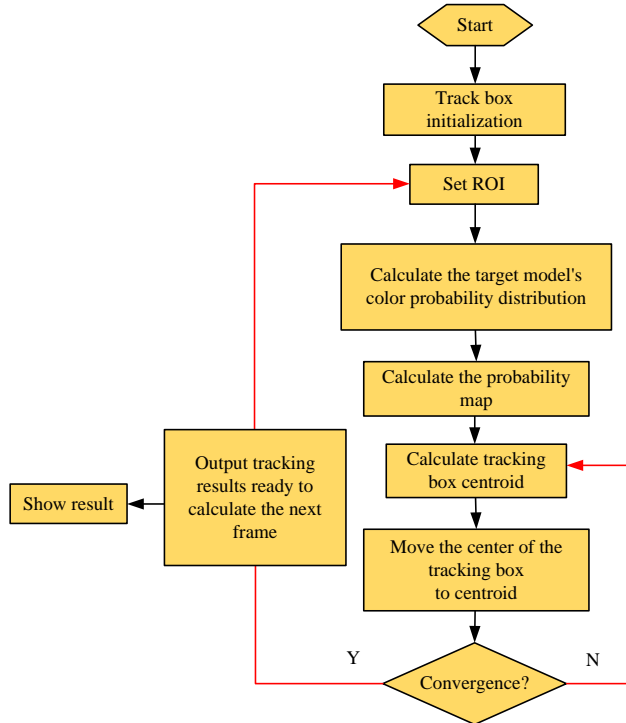 Start
Track box
initialization
Set ROI
Calculate the target model's
color probability distribution
Calculate the probability
map
Calculate tracking
box centroid
Output tracking
results ready to
calculate the next
frame
Show result
Move the center of the
tracking box
to centroid
Convergence?
Y
N